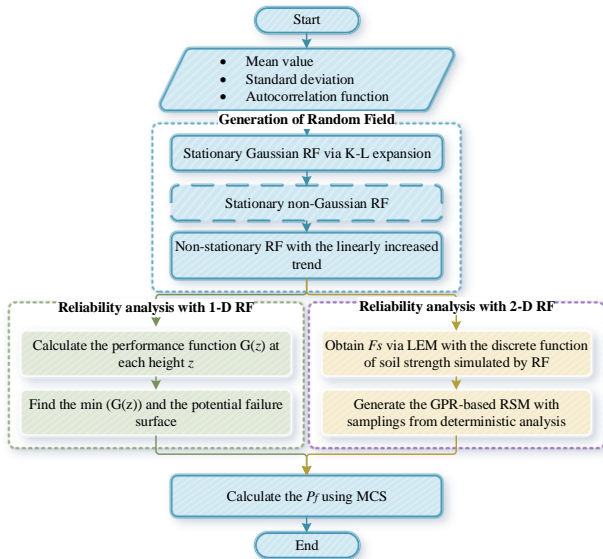 Start
• Mean value
• Standard deviation
• Autocorrelation function
Generation of Random Field
Stationary Gaussian RF via K-L expansion
Stationary non-Gaussian RF
Non-stationary RF with the linearly increased
trend
Reliability analysis with 1-D RF
Calculate the performance function G(z) at
each height z
Find the min (G(z)) and the potential failure
surface
Reliability analysis with 2-D RF
Obtain Fs via LEM with the discrete function
of soil strength simulated by RF
Generate the GPR-based RSM with
samplings from deterministic analysis
Calculate the Pf using MCS
End